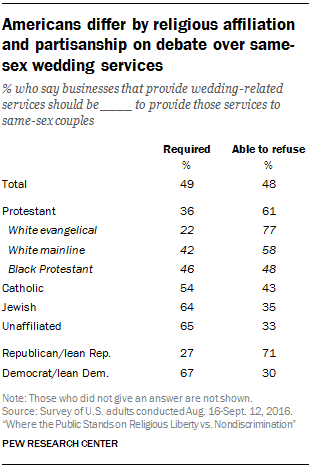 Americans differ by religious affiliation
and partisanship on debate over same-
sex wedding services
% who say businesses that provide wedding-related
services should be ____ to provide those services to
same-sex couples
Required Able to refuse
% %
Total 49 48
Protestant 36 61
White evangelical 22 77
White mainline 42 58
Black Protestant 46 48
Catholic 54 43
Jewish 64 35
Unaffiliated 65 33
Republican/lean Rep. 27 71
Democrat/lean Dem. 67 30
Note: Those who did not give an answer are not shown.
Source: Survey of U.S. adults conducted Aug. 16-Sept. 12, 2016.
“Where the Public Stands on Religious Liberty vs. Nondiscrimination”
PEW RESEARCH CENTER